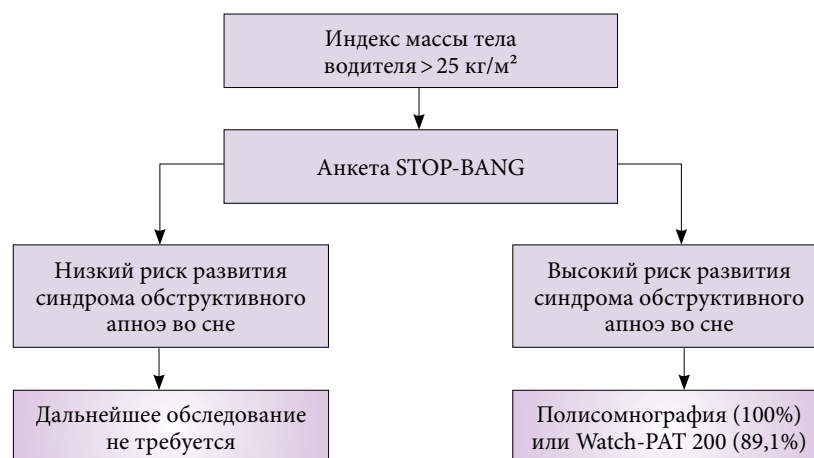 Индекс массы тела
водителя > 25 кг/м²
Анкета STOP-BANG
Низкий риск развития
синдрома обструктивного
апноэ во сне
Высокий риск развития
синдрома обструктивного
апноэ во сне
Дальнейшее обследование
не требуется
Полисомнография (100%)
или Watch-PAT 200 (89,1%)